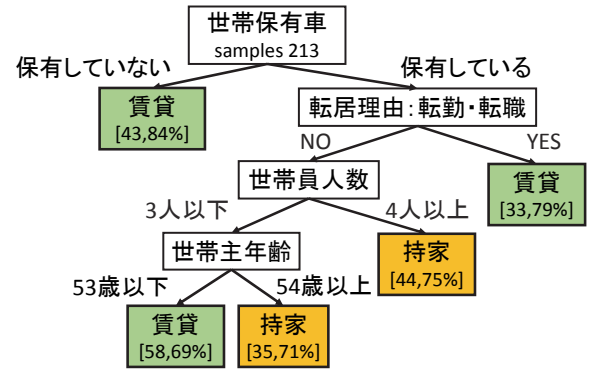 世帯保有車
samples 213
保有していない
保有している
賃貸
[43,84%]
転居理由:転勤・転職
NO
YES
世帯員人数
賃貸
[33,79%]
3人以下
4人以上
世帯主年齢
持家
[44,75%]
53歳以下
54歳以上
賃貸
[58,69%]
持家
[35,71%]